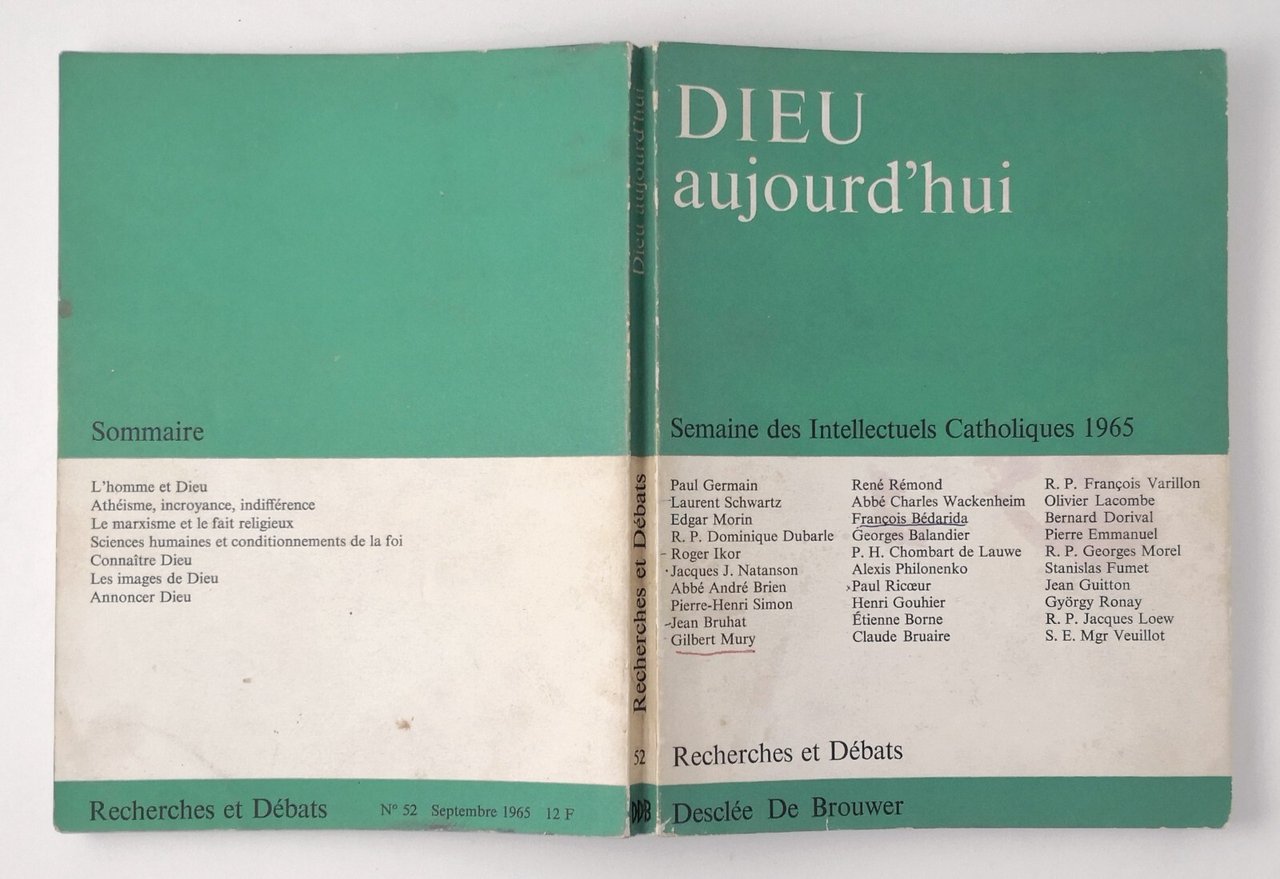 Sommaire
L'homme et Dieu
Athéisme, incroyance, indifférence
Le marxisme et le fait religieux
Sciences humaines et conditionnements de la foi
Connaître Dieu
Les images de Dieu
Annoncer Dieu
Recherches et Débats N° 52 Septembre 1965 12 F
Dieu aujourd'hui
Recherches et Débats
52
DDB
DIEU
aujourd'hui
Semaine des Intellectuels Catholiques 1965
Paul Germain
Laurent Schwartz
Edgar Morin
R. P. Dominique Dubarle
Roger Ikor
Jacques J. Natanson
Abbé André Brien
Pierre-Henri Simon
Jean Bruhat
Gilbert Mury
René Rémond
Abbé Charles Wackenheim
François Bédarida
Georges Balandier
P. H. Chombart de Lauwe
Alexis Philonenko
Paul Ricœur
Henri Gouhier
Étienne Borne
Claude Bruaire
R. P. François Varillon
Olivier Lacombe
Bernard Dorival
Pierre Emmanuel
R. P. Georges Morel
Stanislas Fumet
Jean Guitton
György Ronay
R. P. Jacques Loew
S. E. Mgr Veuillot
Recherches et Débats
Desclée De Brouwer